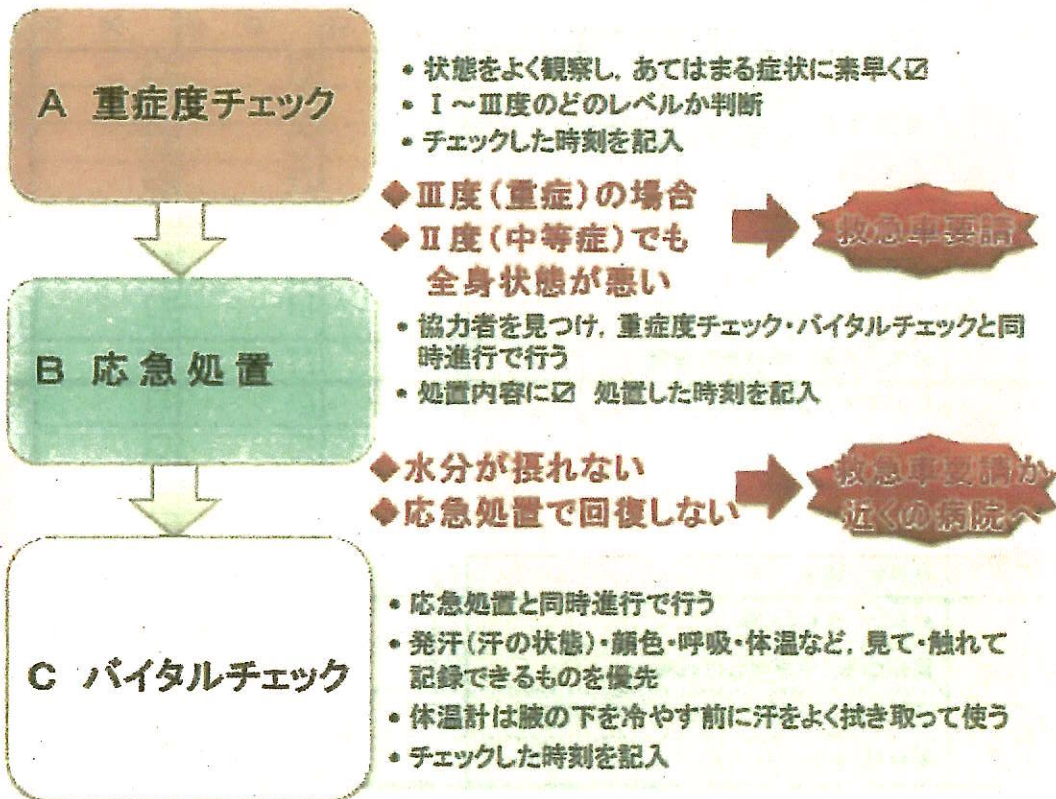 A 重症度チェック
• 状態をよく観察し, あてはまる症状に素早く☑
• Ⅰ～Ⅲ度のどのレベルか判断
• チェックした時刻を記入
◆Ⅲ度(重症)の場合
◆Ⅱ度(中等症)でも
全身状態が悪い
救急車要請
B 応急処置
• 協力者を見つけ, 重症度チェック・バイタルチェックと同
時進行で行う
• 処置内容に☑ 処置した時刻を記入
◆水分が摂れない
◆応急処置で回復しない
救急車要請か
近くの病院へ
C バイタルチェック
• 応急処置と同時進行で行う
• 発汗(汗の状態)・顔色・呼吸・体温など, 見て・触れて
記録できるものを優先
• 体温計は腋の下を冷やす前に汗をよく拭き取って使う
• チェックした時刻を記入